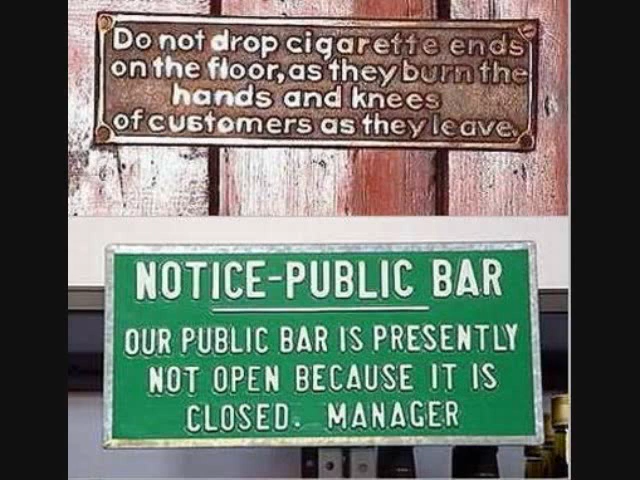 Do not drop cigarette ends
on the floor, as they burn the
hands and knees
of customers as they leave.
NOTICE-PUBLIC BAR
OUR PUBLIC BAR IS PRESENTLY
NOT OPEN BECAUSE IT IS
CLOSED. MANAGER